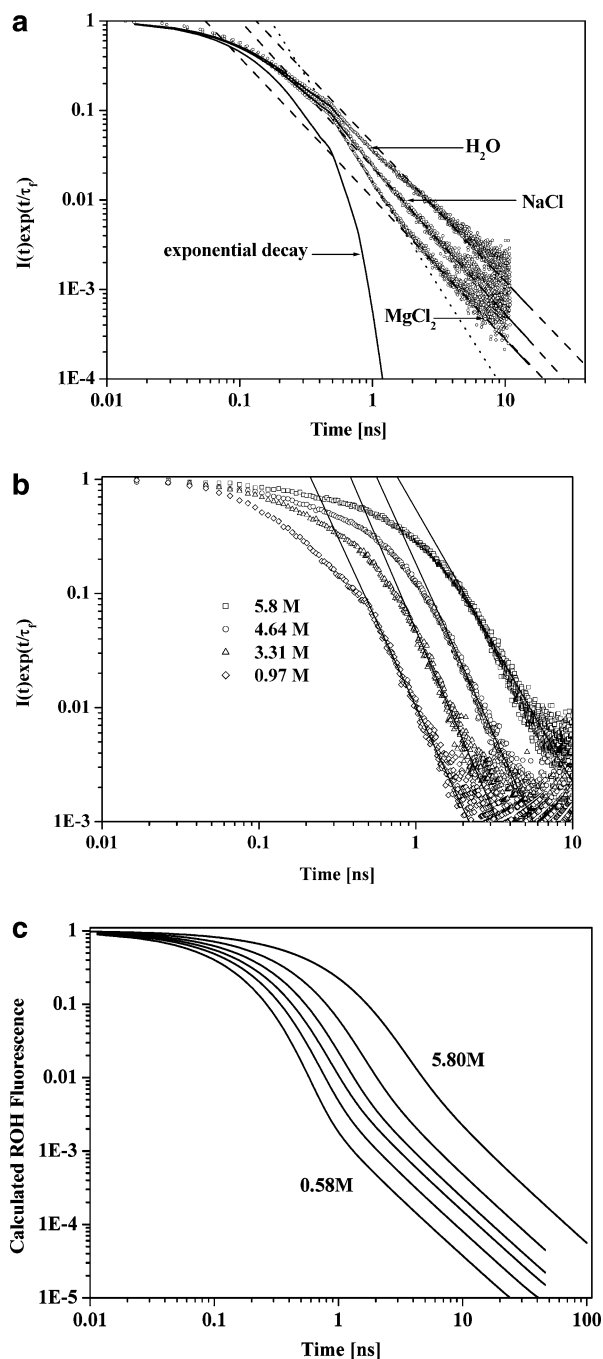 a
I(t)exp(t/τf)
1
0.1
0.01
1E-3
1E-4
H2O
NaCl
exponential decay
MgCl2
0.01 0.1 1 10
Time [ns]
b
I(t)exp(t/τf)
1
0.1
0.01
1E-3
5.8 M
4.64 M
3.31 M
0.97 M
0.01 0.1 1 10
Time [ns]
c
Calculated ROH Fluorescence
1
0.1
0.01
1E-3
1E-4
1E-5
5.80M
0.58M
0.01 0.1 1 10 100
Time [ns]